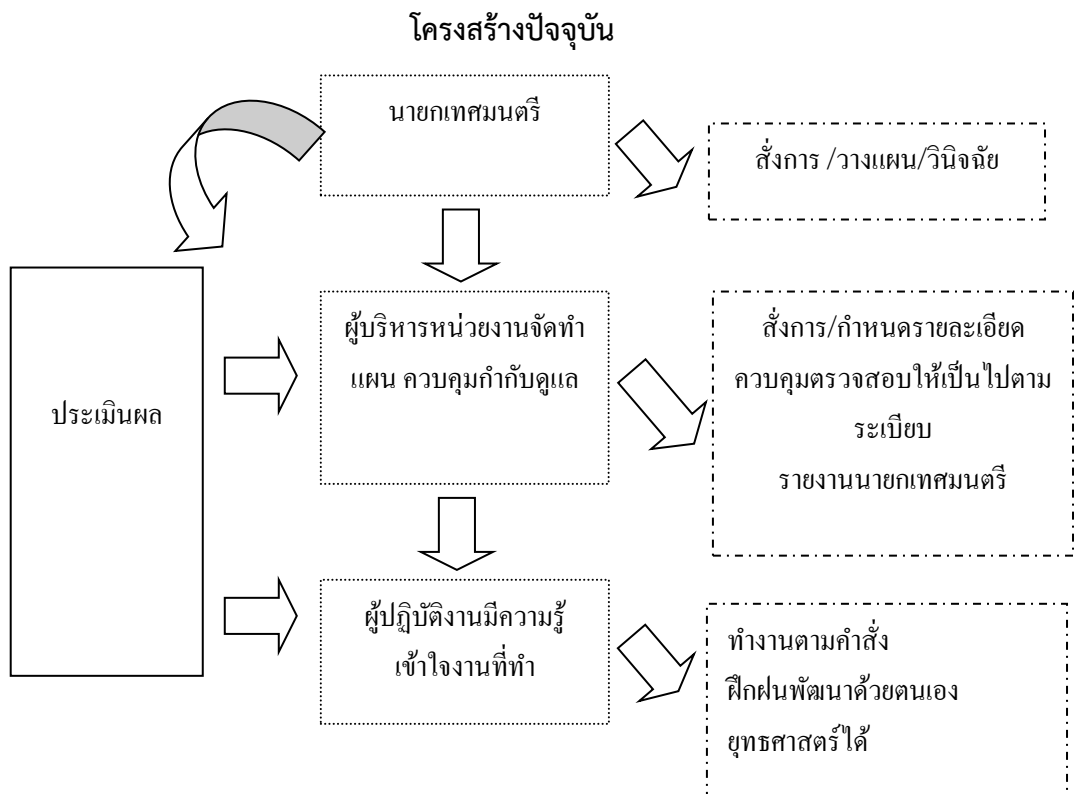 โครงสร้างปัจจุบัน
นายกเทศมนตรี
สั่งการ /วางแผน/วินิจฉัย
ประเมินผล
ผู้บริหารหน่วยงานจัดทำ
แผน ควบคุมกำกับดูแล
สั่งการ/กำหนดรายละเอียด
ควบคุมตรวจสอบให้เป็นไปตาม
ระเบียบ
รายงานนายกเทศมนตรี
ผู้ปฏิบัติงานมีความรู้
เข้าใจงานที่ทำ
ทำงานตามคำสั่ง
ฝึกฝนพัฒนาด้วยตนเอง
ยุทธศาสตร์ได้